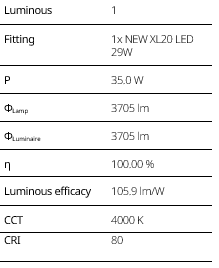 Luminous 1
Fitting 1x NEW XL20 LED
29W
P 35.0 W
ΦLamp 3705 lm
ΦLuminaire 3705 lm
η 100.00 %
Luminous efficacy 105.9 lm/W
CCT 4000 K
CRI 80